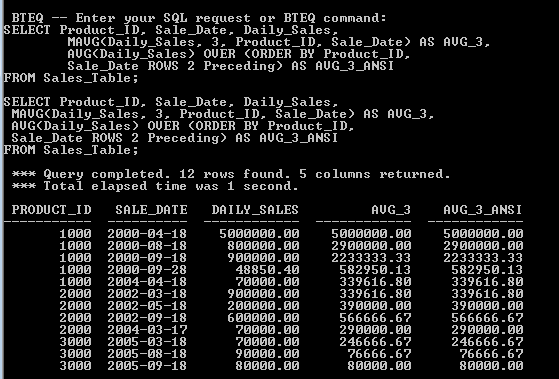 BTEQ -- Enter your SQL request or BTEQ command:
SELECT Product_ID, Sale_Date, Daily_Sales,
MAVG(Daily_Sales, 3, Product_ID, Sale_Date) AS AVG_3,
AVG(Daily_Sales) OVER (ORDER BY Product_ID,
Sale_Date ROWS 2 Preceding) AS AVG_3_ANSI
FROM Sales_Table;
SELECT Product_ID, Sale_Date, Daily_Sales,
MAVG(Daily_Sales, 3, Product_ID, Sale_Date) AS AVG_3,
AVG(Daily_Sales) OVER (ORDER BY Product_ID,
Sale_Date ROWS 2 Preceding) AS AVG_3_ANSI
FROM Sales_Table;
*** Query completed. 12 rows found. 5 columns returned.
*** Total elapsed time was 1 second.
PRODUCT_ID SALE_DATE DAILY_SALES AVG_3 AVG_3_ANSI
1000 2000-04-18 5000000.00 5000000.00 5000000.00
1000 2000-08-18 800000.00 2900000.00 2900000.00
1000 2000-09-18 900000.00 2233333.33 2233333.33
1000 2000-09-28 48850.40 582950.13 582950.13
1000 2004-04-18 70000.00 339616.80 339616.80
2000 2002-03-18 900000.00 339616.80 339616.80
2000 2002-05-18 200000.00 390000.00 390000.00
2000 2002-09-18 600000.00 566666.67 566666.67
2000 2004-03-17 70000.00 290000.00 290000.00
3000 2005-03-18 70000.00 246666.67 246666.67
3000 2005-08-18 90000.00 76666.67 76666.67
3000 2005-09-18 80000.00 80000.00 80000.00